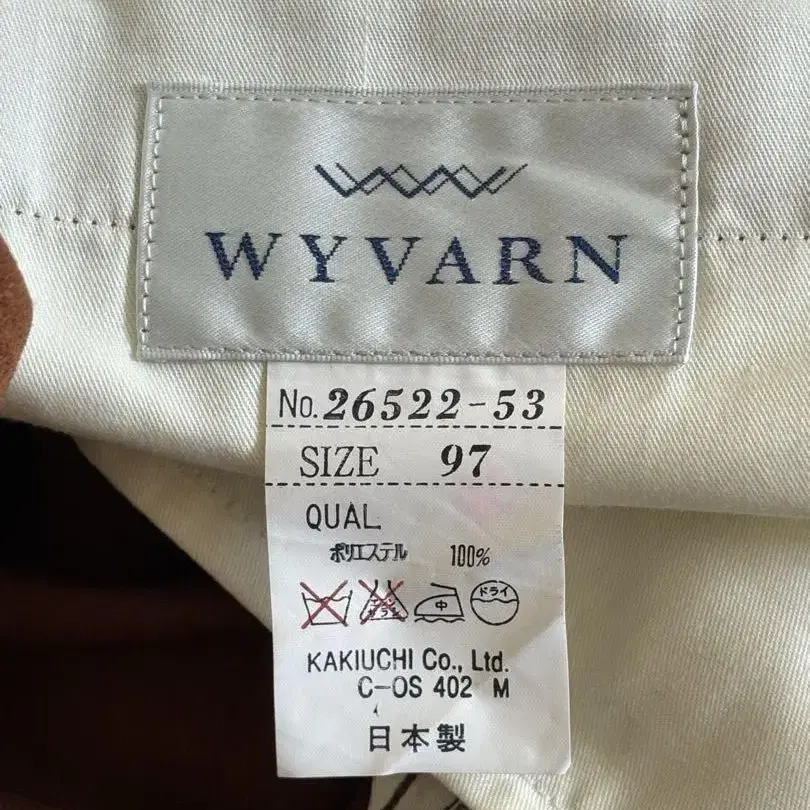 WYVARN
No. 26522-53
SIZE 97
QUAL
ポリエステル 100%
中 ドライ
KAKIUCHI Co., Ltd.
C-OS 402 M
日本製